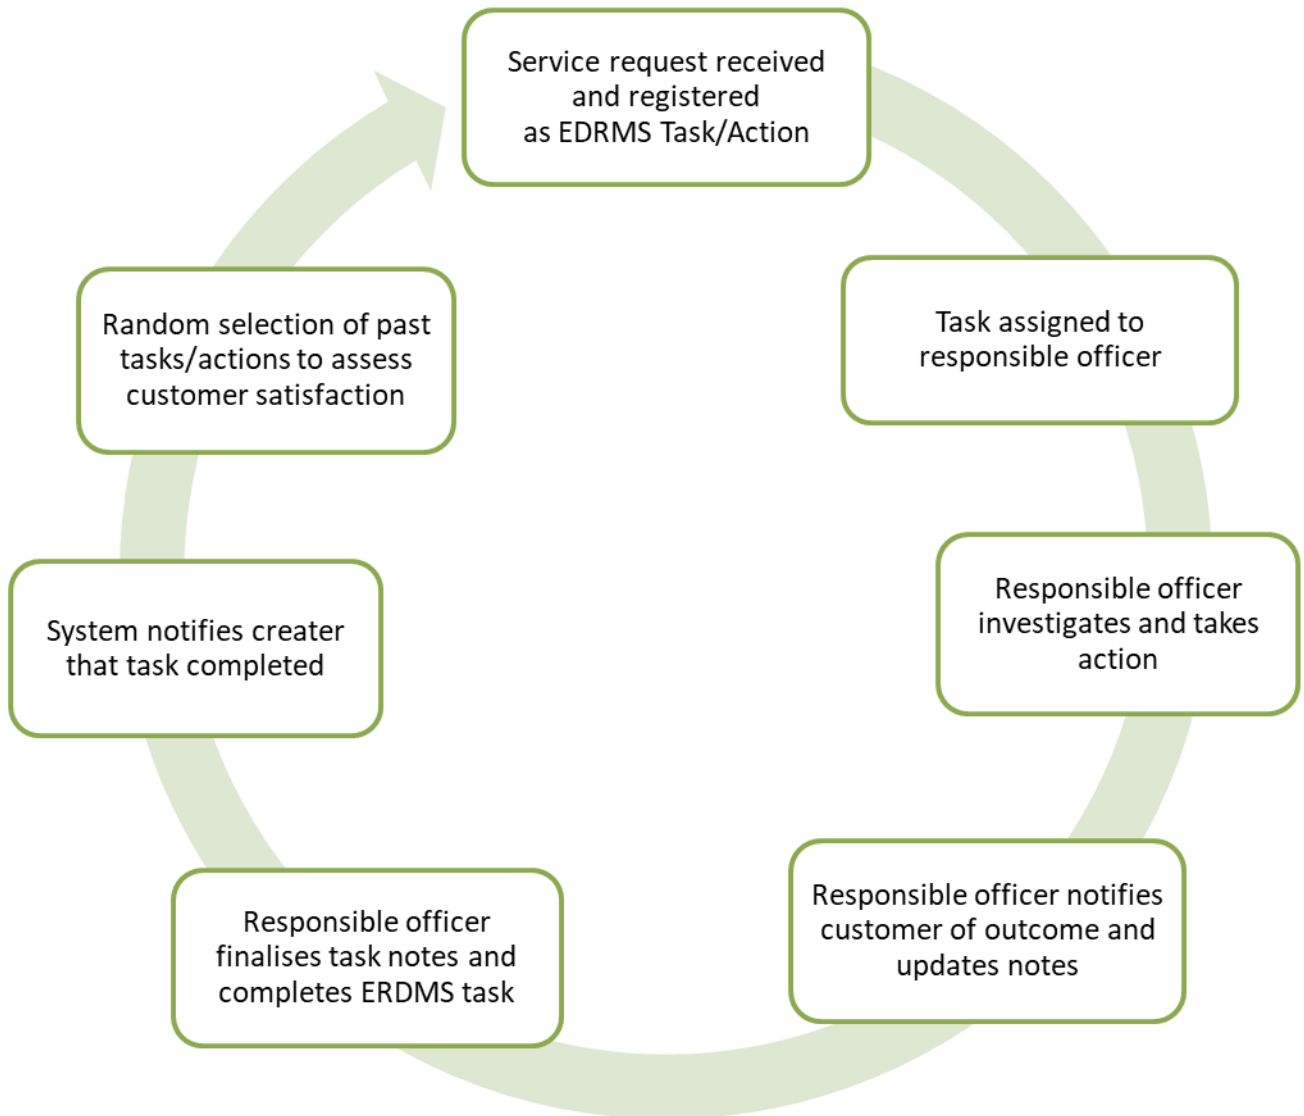 Service request received
and registered
as EDRMS Task/Action
Task assigned to
responsible officer
Responsible officer
investigates and takes
action
Responsible officer notifies
customer of outcome and
updates notes
Responsible officer
finalises task notes and
completes ERDMS task
System notifies creater
that task completed
Random selection of past
tasks/actions to assess
customer satisfaction